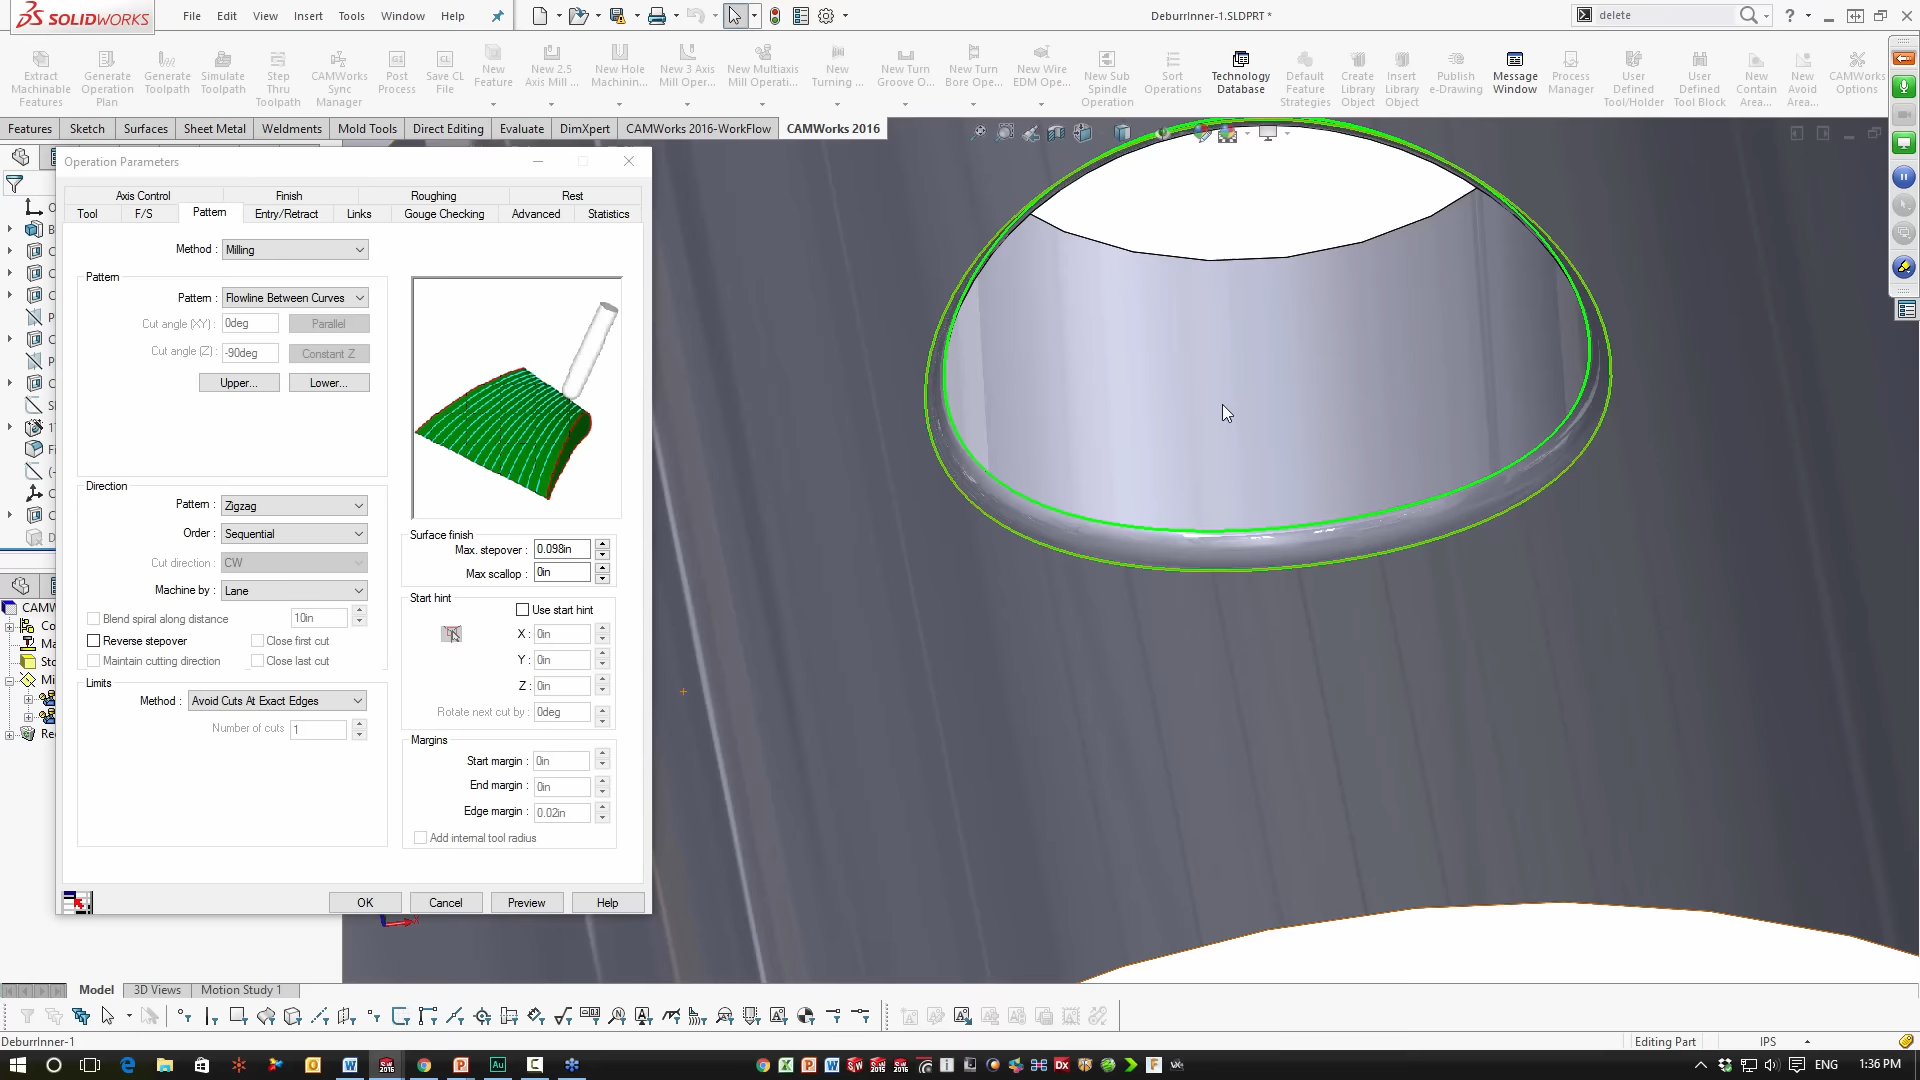 SOLIDWORKS File Edit View Insert Tools Window Help
DeburrInner-1.SLDPRT *
delete
Extract Machinable Features
Generate Operation Plan
Generate Toolpath
Simulate Toolpath
Step Thru Toolpath
CAMWorks Sync Manager
Post Process
Save CL File
New Feature
New 2.5 Axis Mill ...
New Hole Machinin...
New 3 Axis Mill Oper...
New Multiaxis Mill Operati...
New Turning ...
New Turn Groove O...
New Turn Bore Ope...
New Wire EDM Ope...
New Sub Spindle Operation
Sort Operations
Technology Database
Default Feature Strategies
Create Library Object
Insert Library Object
Publish e-Drawing
Message Window
Process Manager
User Defined Tool/Holder
User Defined Tool Block
New Contain Area...
New Avoid Area...
CAMWorks Options
Features Sketch Surfaces Sheet Metal Weldments Mold Tools Direct Editing Evaluate DimXpert CAMWorks 2016-WorkFlow CAMWorks 2016
Operation Parameters
Axis Control Finish Roughing Rest
Tool F/S Pattern Entry/Retract Links Gouge Checking Advanced Statistics
Method : Milling
Pattern
Pattern : Flowline Between Curves
Cut angle (XY) : 0deg Parallel
Cut angle (Z) : -90deg Constant Z
Upper... Lower...
Direction
Pattern : Zigzag
Order : Sequential
Cut direction : CW
Machine by : Lane
Blend spiral along distance 10in
Reverse stepover Close first cut
Maintain cutting direction Close last cut
Limits
Method : Avoid Cuts At Exact Edges
Number of cuts 1
Surface finish
Max. stepover : 0.098in
Max scallop : 0in
Start hint
Use start hint
X : 0in
Y : 0in
Z : 0in
Rotate next cut by : 0deg
Margins
Start margin : 0in
End margin : 0in
Edge margin : 0.02in
Add internal tool radius
OK Cancel Preview Help
CAMW
Co
Ma
Sto
Mi
Rec
Model 3D Views Motion Study 1
DeburrInner-1
Editing Part IPS
ENG 1:36 PM